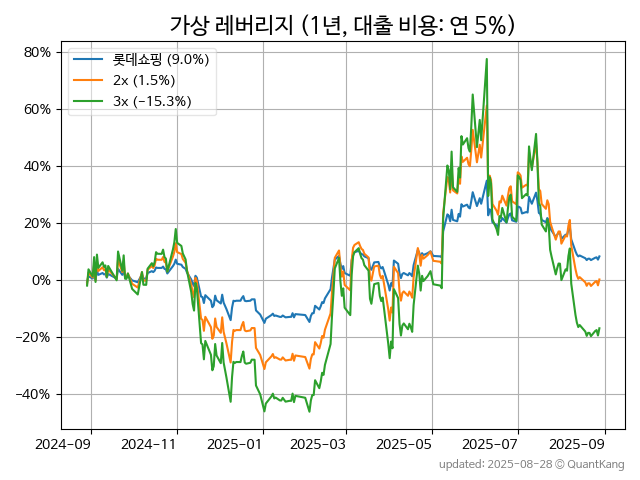 가상 레버리지 (1년, 대출 비용: 연 5%)
롯데쇼핑 (9.0%)
2x (1.5%)
3x (−15.3%)
80%
60%
40%
20%
0%
−20%
−40%
2024-09
2024-11
2025-01
2025-03
2025-05
2025-07
2025-09
updated: 2025-08-28 © QuantKang